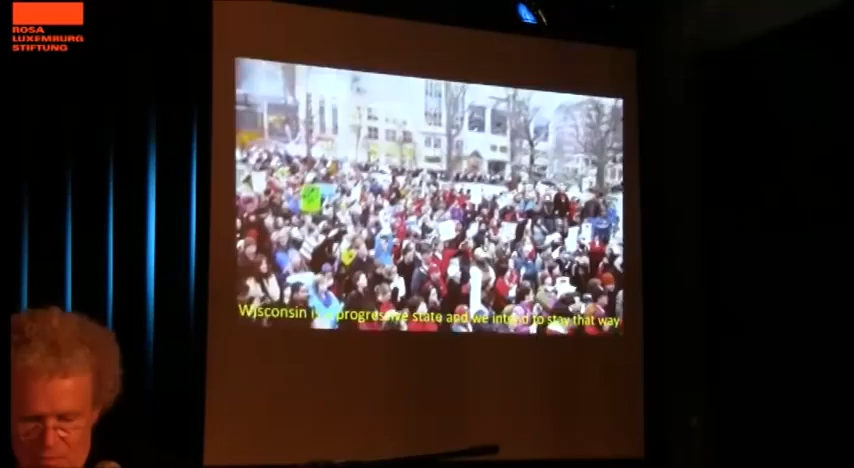 ROSA
LUXEMBURG
STIFTUNG
Wisconsin is a progressive state and we intend to stay that way